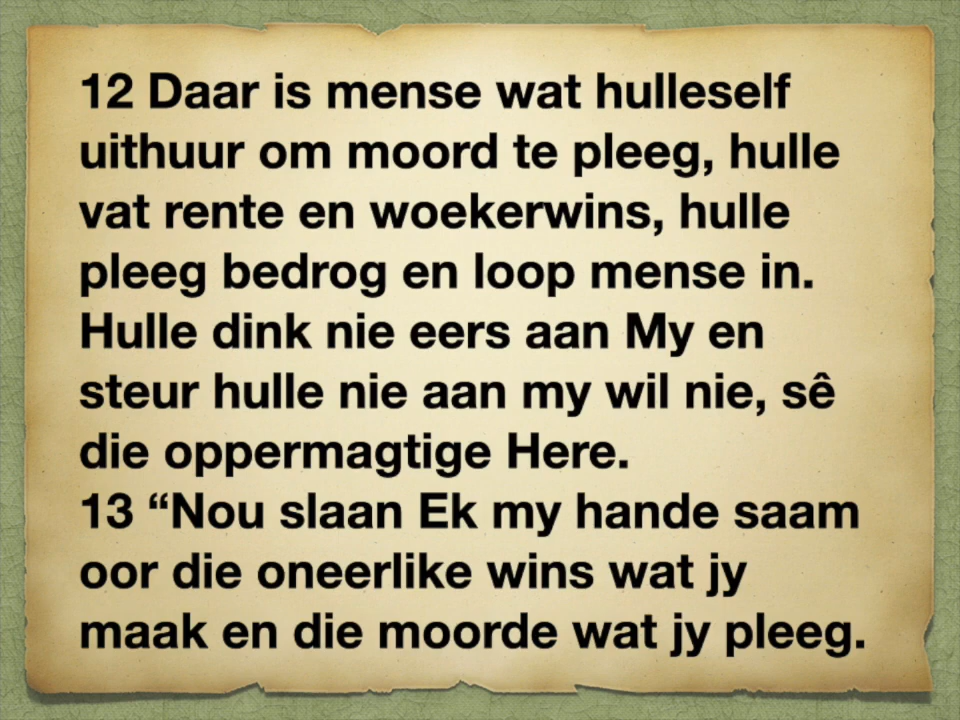 12 Daar is mense wat hulleself
uithuur om moord te pleeg, hulle
vat rente en woekerwins, hulle
pleeg bedrog en loop mense in.
Hulle dink nie eers aan My en
steur hulle nie aan my wil nie, sê
die oppermagtige Here.
13 “Nou slaan Ek my hande saam
oor die oneerlike wins wat jy
maak en die moorde wat jy pleeg.